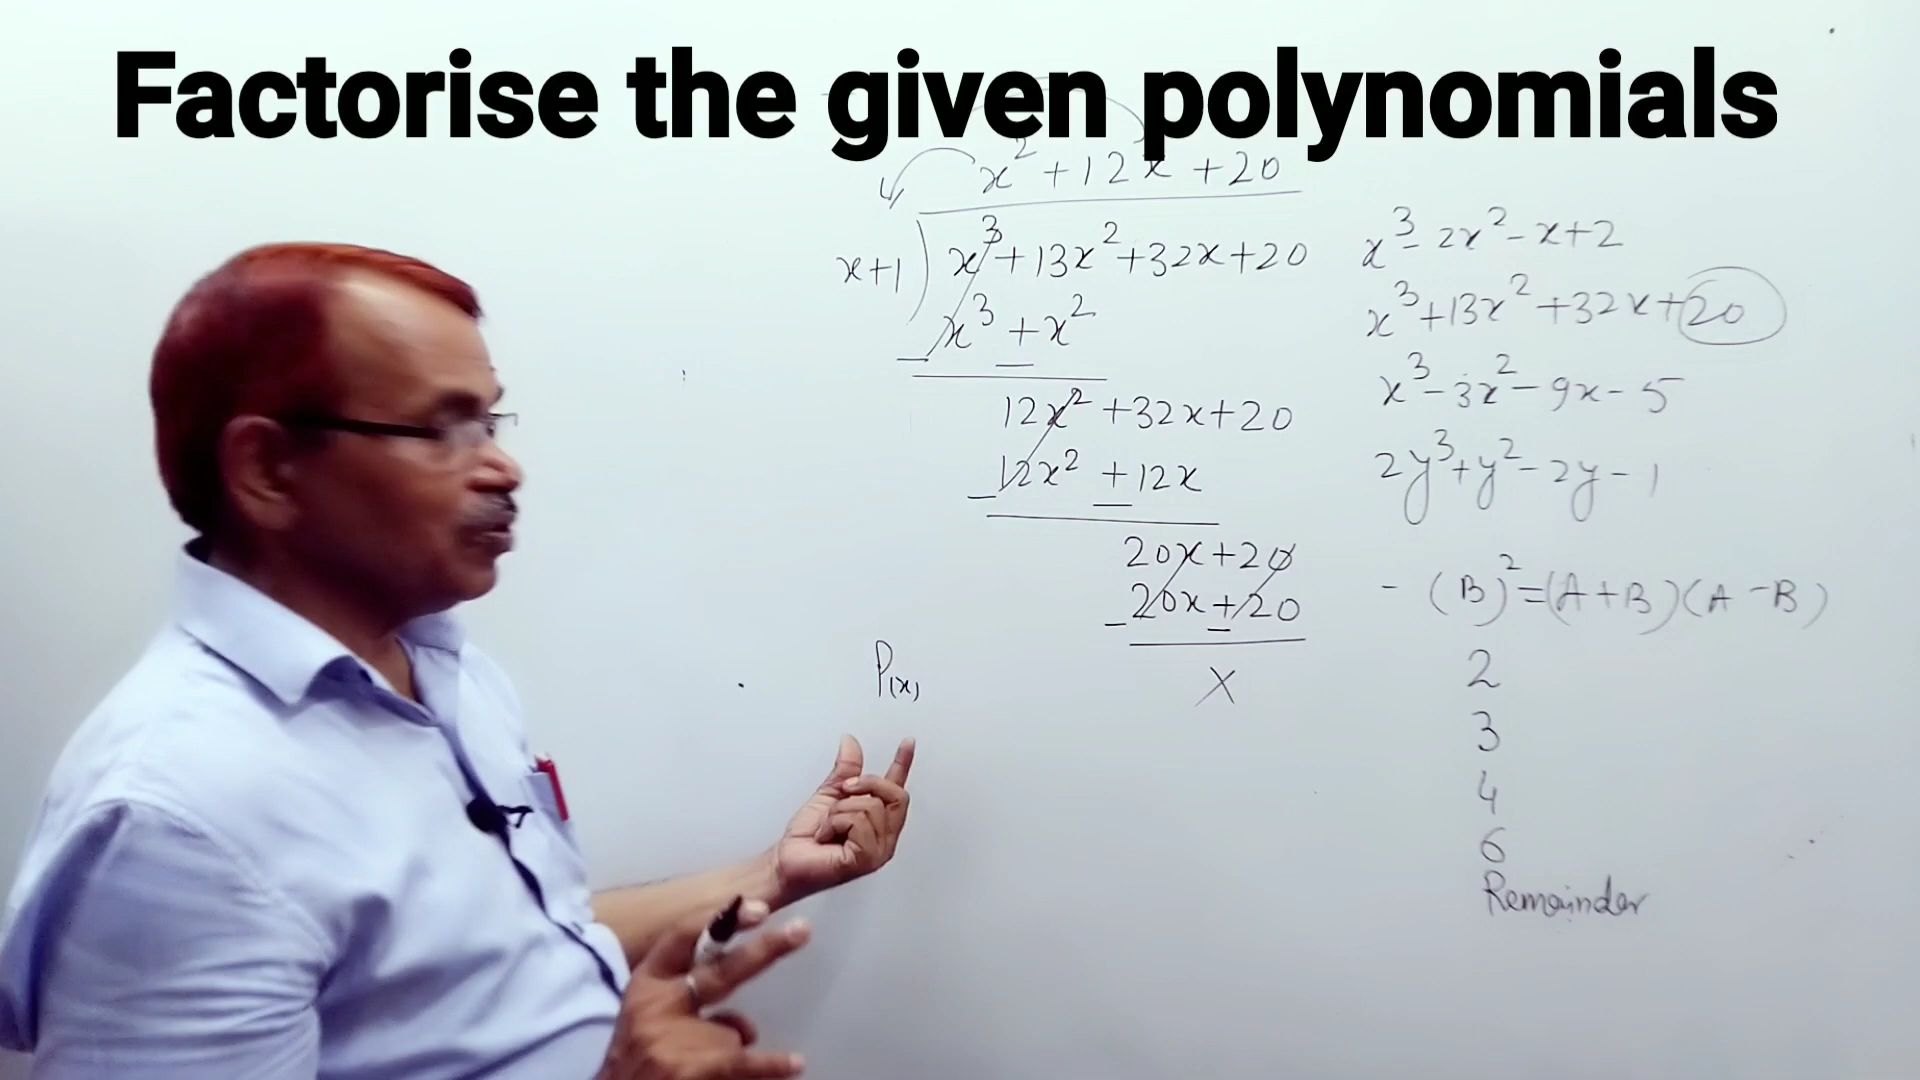 Factorise the given polynomials
x² + 12x + 20
x+1 ) x³ + 13x² + 32x + 20
x³ + x²
− −
12x² + 32x + 20
12x² + 12x
− −
20x + 20
20x + 20
− −
X
P(x)
x³ - 2x² - x + 2
x³ + 13x² + 32x + 20
x³ - 3x² - 9x - 5
2y³ + y² - 2y - 1
- (B)² = (A+B)(A-B)
2
3
4
6
Remainder